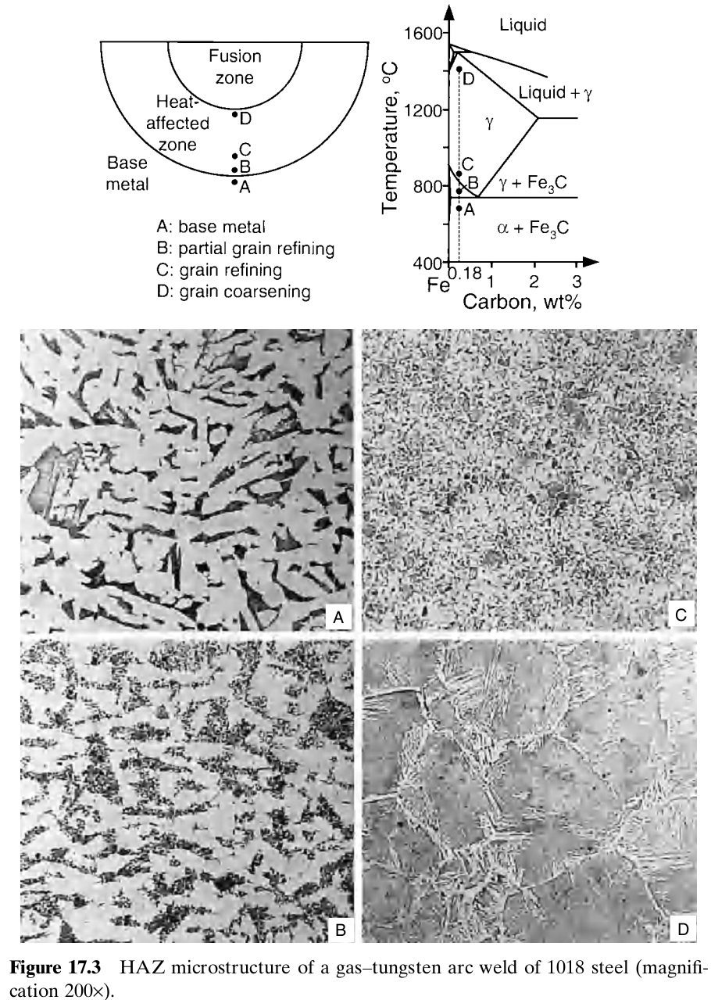 Fusion
zone
Heat-
affected
zone
Base
metal
D
C
B
A
A: base metal
B: partial grain refining
C: grain refining
D: grain coarsening
Temperature, ºC
1600
1200
800
400
Liquid
Liquid + γ
γ
γ + Fe₃C
α + Fe₃C
D
C
B
A
Fe
0.18
1
2
3
Carbon, wt%
A
C
B
D
Figure 17.3 HAZ microstructure of a gas–tungsten arc weld of 1018 steel (magnifi-
cation 200×).